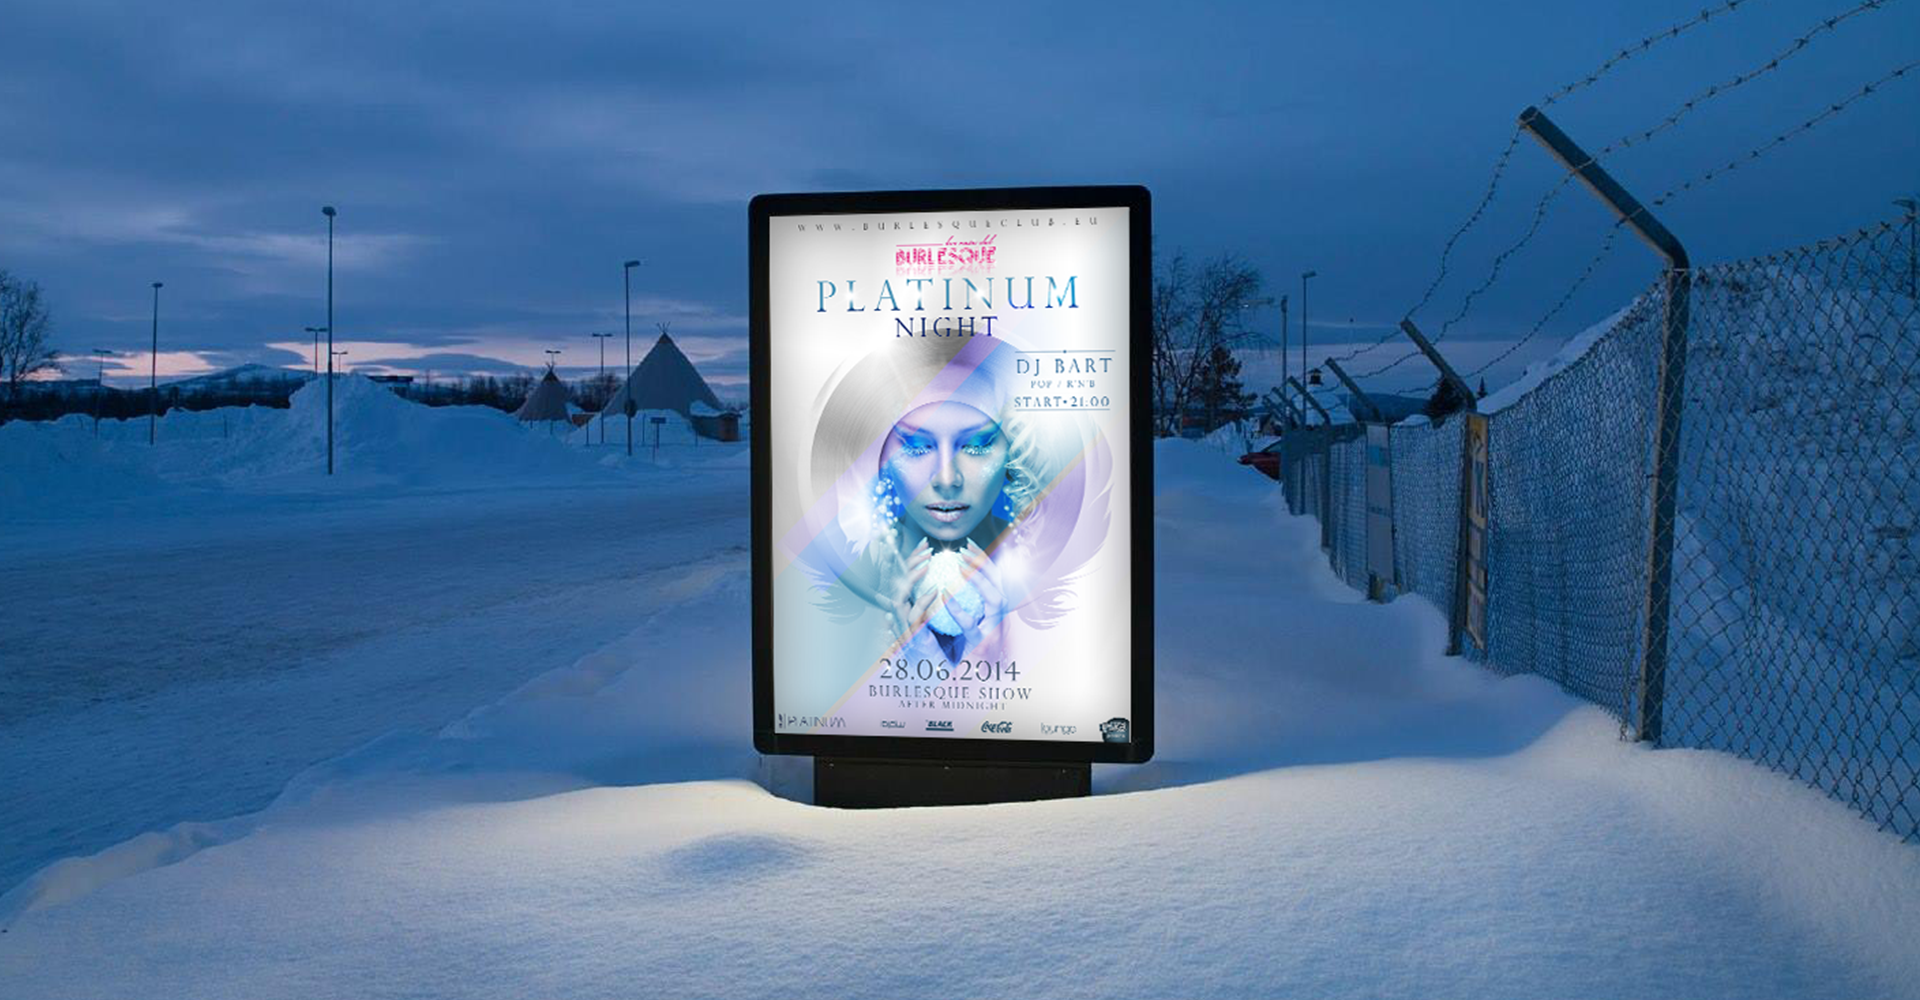 WWW.BURLESQUECLUB.EU
BURLESQUE
PLATINUM
NIGHT
DJ BART
POP / R'N'B
START•21:00
28.06.2014
BURLESQUE SHOW
AFTER MIDNIGHT
PLATINUM
BLACK
Coca-Cola
lounge